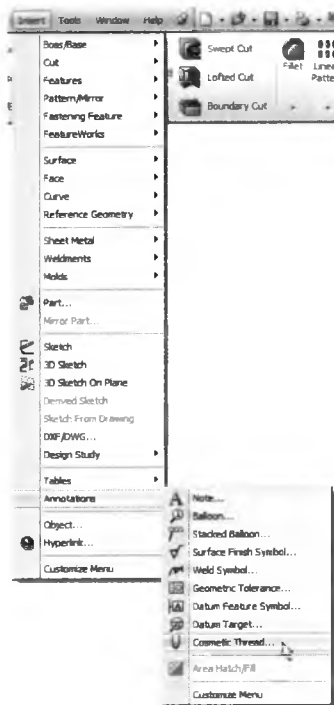 Insert Tools Window Help
Boss/Base
Cut
Features
Pattern/Mirror
Fastening Feature
FeatureWorks
Surface
Face
Curve
Reference Geometry
Sheet Metal
Weldments
Molds
Part...
Mirror Part...
Sketch
3D Sketch
3D Sketch On Plane
Derived Sketch
Sketch From Drawing
DXF/DWG...
Design Study
Tables
Annotations
Object...
Hyperlink...
Customize Menu
Swept Cut
Lofted Cut
Boundary Cut
Fillet
Linea
Patte
Note...
Balloon...
Stacked Balloon...
Surface Finish Symbol...
Weld Symbol...
Geometric Tolerance...
Datum Feature Symbol...
Datum Target...
Cosmetic Thread...
Area Hatch/Fill
Customize Menu